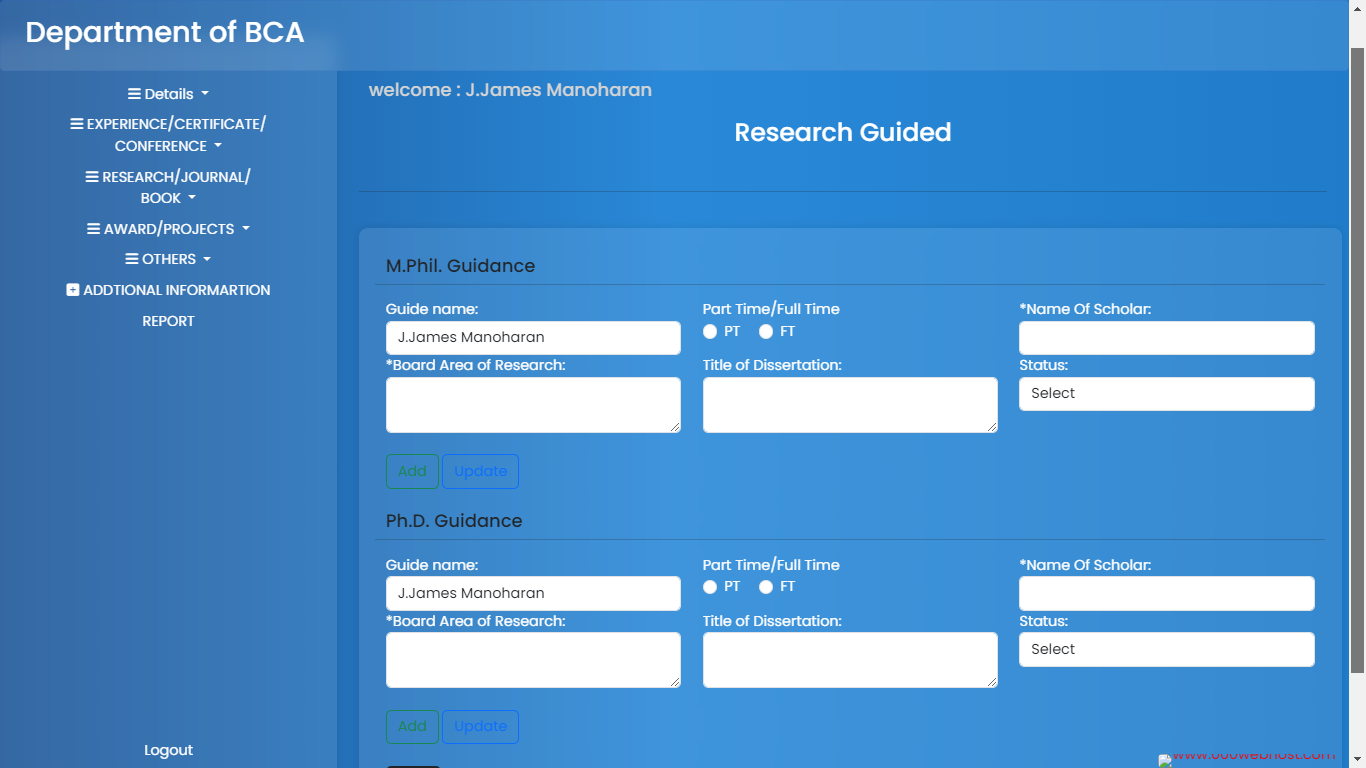 Department of BCA
welcome : J.James Manoharan
Details
EXPERIENCE/CERTIFICATE/
CONFERENCE
RESEARCH/JOURNAL/
BOOK
AWARD/PROJECTS
OTHERS
ADDTIONAL INFORMARTION
REPORT
Logout
Research Guided
M.Phil. Guidance
Guide name: Part Time/Full Time *Name Of Scholar:
J.James Manoharan PT FT
*Board Area of Research: Title of Dissertation: Status:
Select
Add Update
Ph.D. Guidance
Guide name: Part Time/Full Time *Name Of Scholar:
J.James Manoharan PT FT
*Board Area of Research: Title of Dissertation: Status:
Select
Add Update